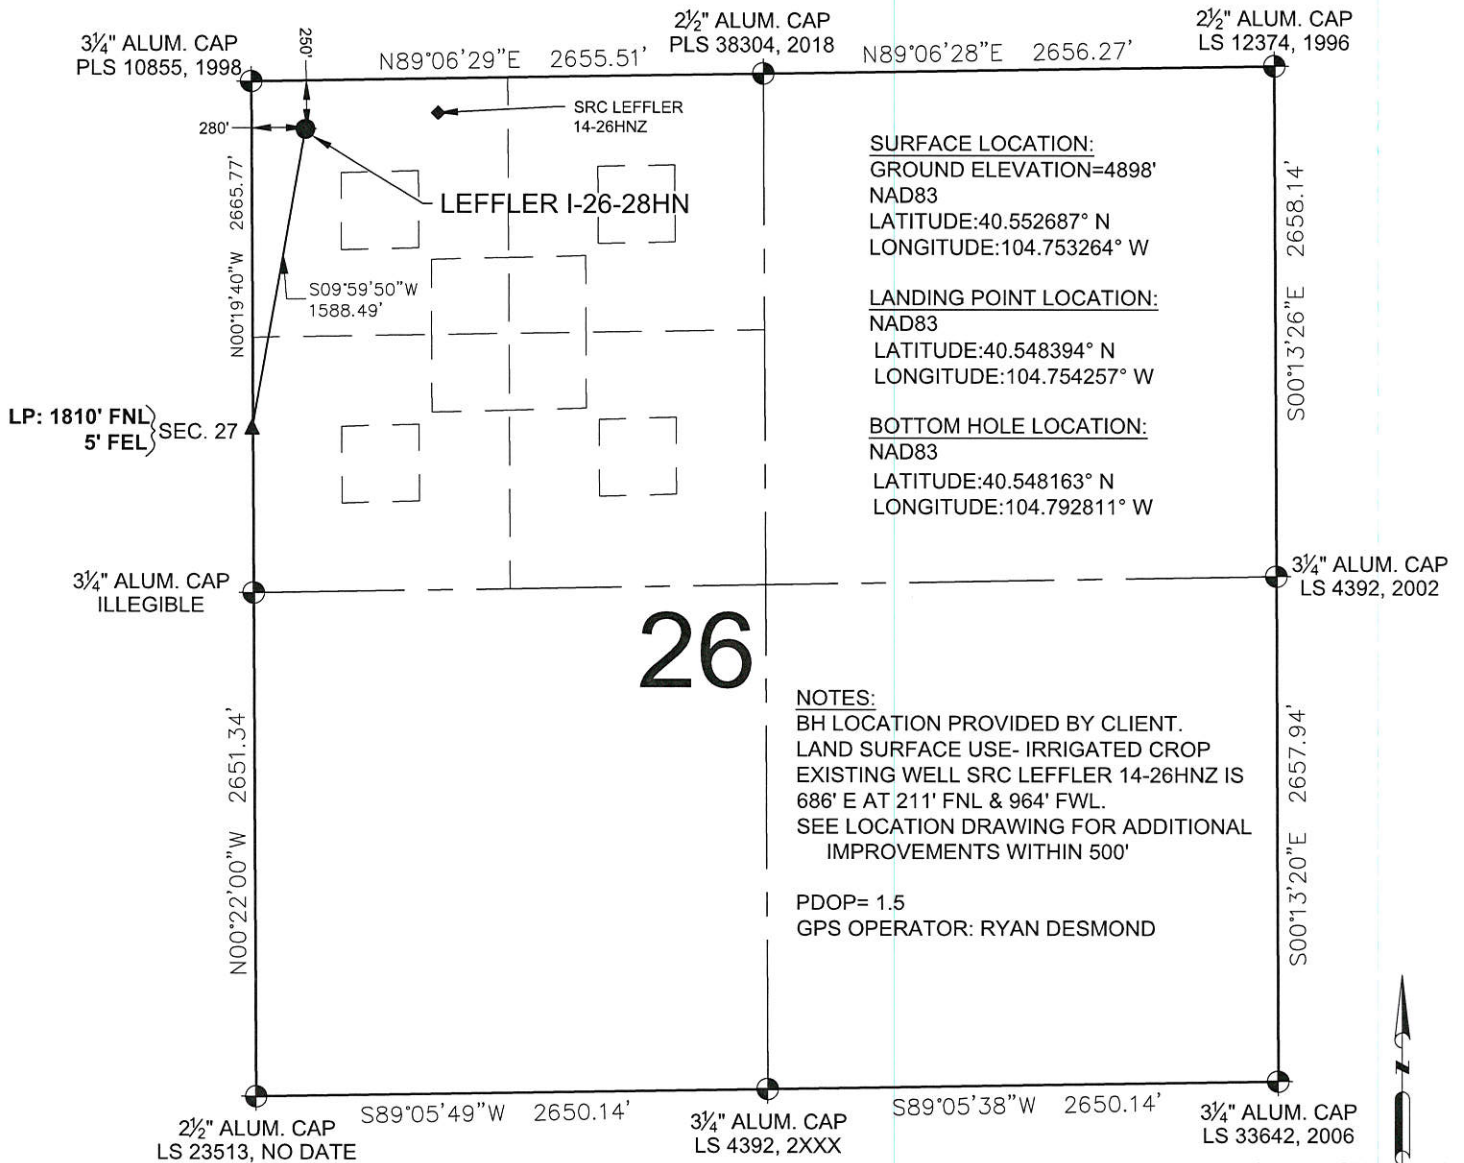 3¼" ALUM. CAP
PLS 10855, 1998
250'
N89°06'29"E 2655.51'
2½" ALUM. CAP
PLS 38304, 2018
N89°06'28"E 2656.27'
2½" ALUM. CAP
LS 12374, 1996
280'
SRC LEFFLER
14-26HNZ
LEFFLER I-26-28HN
N00°19'40"W 2665.77'
S09°59'50"W
1588.49'
LP: 1810' FNL
5' FEL
SEC. 27
SURFACE LOCATION:
GROUND ELEVATION=4898'
NAD83
LATITUDE:40.552687° N
LONGITUDE:104.753264° W
LANDING POINT LOCATION:
NAD83
LATITUDE:40.548394° N
LONGITUDE:104.754257° W
BOTTOM HOLE LOCATION:
NAD83
LATITUDE:40.548163° N
LONGITUDE:104.792811° W
S00°13'26"E 2658.14'
3¼" ALUM. CAP
ILLEGIBLE
3¼" ALUM. CAP
LS 4392, 2002
26
N00°22'00"W 2651.34'
NOTES:
BH LOCATION PROVIDED BY CLIENT.
LAND SURFACE USE- IRRIGATED CROP
EXISTING WELL SRC LEFFLER 14-26HNZ IS
686' E AT 211' FNL & 964' FWL.
SEE LOCATION DRAWING FOR ADDITIONAL
IMPROVEMENTS WITHIN 500'
PDOP= 1.5
GPS OPERATOR: RYAN DESMOND
S00°13'20"E 2657.94'
2½" ALUM. CAP
LS 23513, NO DATE
S89°05'49"W 2650.14'
3¼" ALUM. CAP
LS 4392, 2XXX
S89°05'38"W 2650.14'
3¼" ALUM. CAP
LS 33642, 2006
N